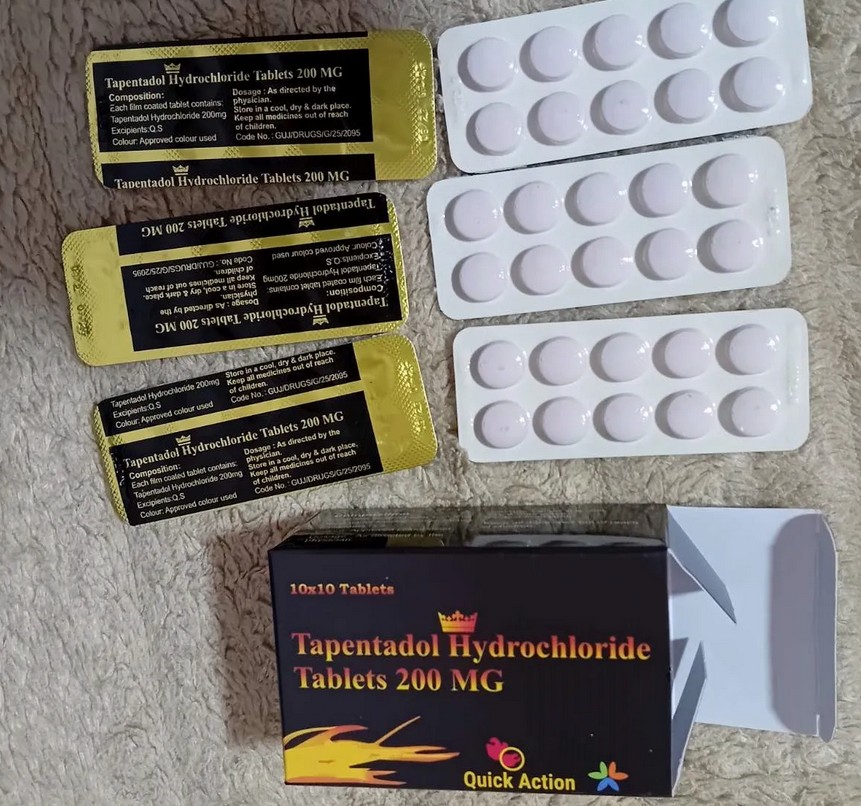 Tapentadol Hydrochloride Tablets 200 MG
Composition:
Each film coated tablet contains:
Tapentadol Hydrochloride 200mg
Excipients:Q.S
Colour: Approved colour used
Dosage : As directed by the
physician.
Store in a cool, dry & dark place.
Keep all medicines out of reach
of children.
Code No. : GUJ/DRUGS/G/25/2095
Tapentadol Hydrochloride Tablets 200 MG
Tapentadol Hydrochloride Tablets 200 MG
Composition:
Each film coated tablet contains:
Tapentadol Hydrochloride 200mg
Excipients:Q.S
Colour: Approved colour used
Dosage : As directed by the
physician.
Store in a cool, dry & dark place.
Keep all medicines out of reach
of children.
Code No. : GUJ/DRUGS/G/25/2095
Tapentadol Hydrochloride Tablets 200 MG
Tapentadol Hydrochloride 200mg
Excipients:Q.S
Colour: Approved colour used
Store in a cool, dry & dark place.
Keep all medicines out of reach
of children.
Code No. : GUJ/DRUGS/G/25/2095
Tapentadol Hydrochloride Tablets 200 MG
Composition:
Each film coated tablet contains:
Tapentadol Hydrochloride 200mg
Excipients:Q.S
Colour: Approved colour used
Dosage : As directed by the
physician.
Store in a cool, dry & dark place.
Keep all medicines out of reach
of children.
Code No. : GUJ/DRUGS/G/25/2095
10x10 Tablets
Tapentadol Hydrochloride
Tablets 200 MG
Quick Action